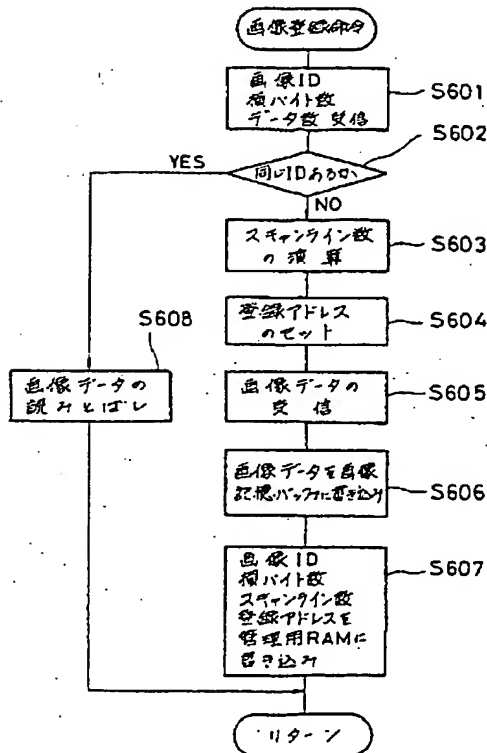 画像登録命令
画像ID
横バイト数
データ数 受信
S601
S602
同じIDあるか
YES
NO
スキャンライン数
の演算
S603
登録アドレス
のセット
S604
S608
画像データの
読みとばし
画像データの
受信
S605
画像データを画像
記憶バッファに書き込み
S606
画像ID
横バイト数
スキャンライン数
登録アドレスを
管理用RAMに
書き込み
S607
リターン